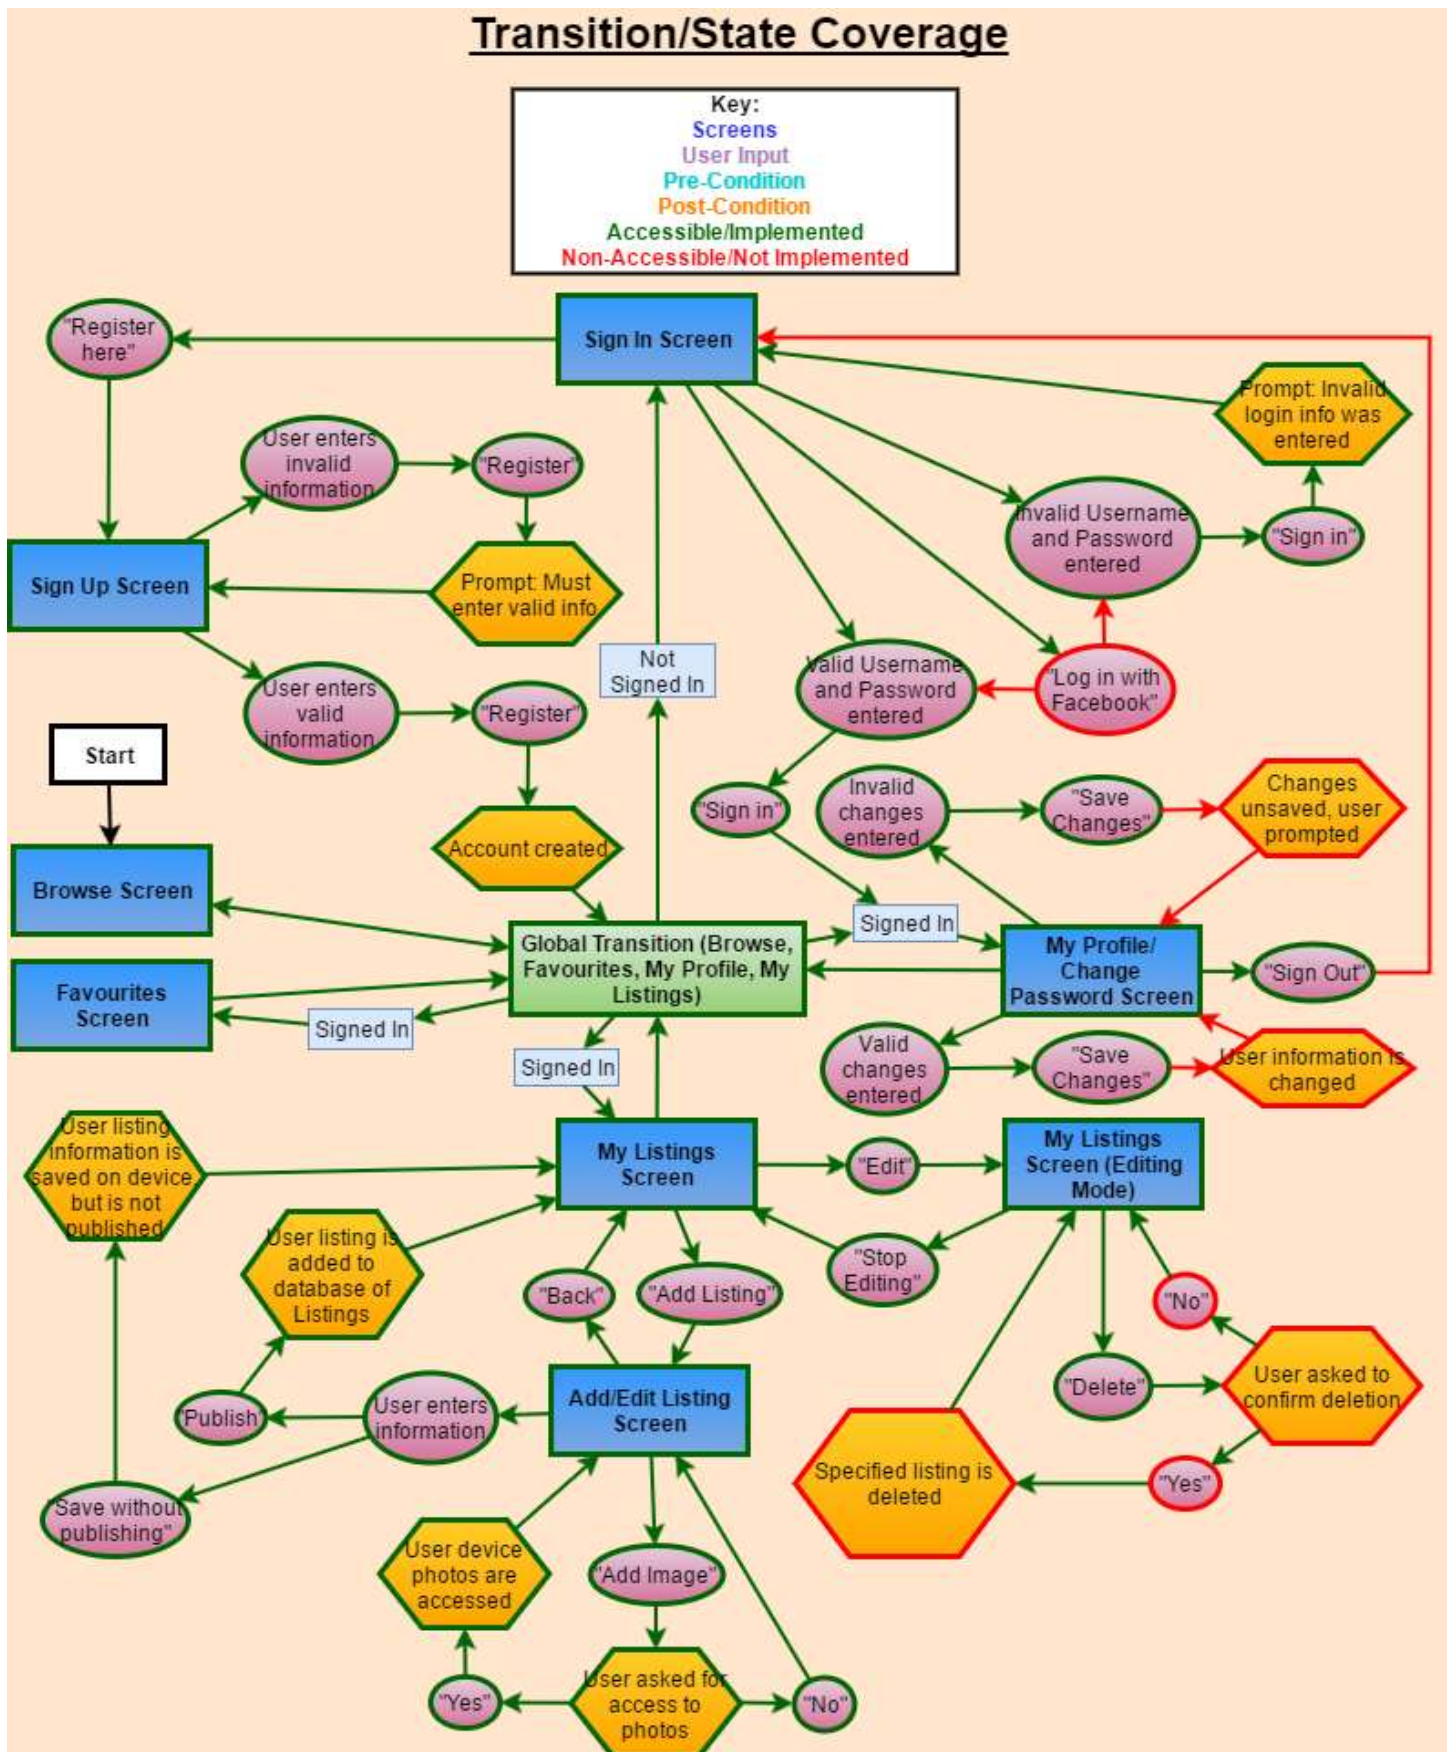 Transition/State Coverage
Key:
Screens
User Input
Pre-Condition
Post-Condition
Accessible/Implemented
Non-Accessible/Not Implemented
"Register
here"
Sign In Screen
Prompt: Invalid
login info was
entered
User enters
invalid
information
"Register"
Invalid Username
and Password
entered
"Sign in"
Sign Up Screen
Prompt: Must
enter valid info
Not
Signed In
Valid Username
and Password
entered
"Log in with
Facebook"
User enters
valid
information
"Register"
Start
"Sign in"
Invalid
changes
entered
"Save
Changes"
Changes
unsaved, user
prompted
Account created
Browse Screen
Signed In
Global Transition (Browse,
Favourites, My Profile, My
Listings)
My Profile/
Change
Password Screen
"Sign Out"
Favourites
Screen
Signed In
Signed In
Valid
changes
entered
"Save
Changes"
User information is
changed
User listing
information is
saved on device
but is not
published
My Listings
Screen
"Edit"
My Listings
Screen (Editing
Mode)
User listing is
added to
database of
Listings
"Back"
"Add Listing"
"Stop
Editing"
"No"
"Publish"
User enters
information
Add/Edit Listing
Screen
"Delete"
User asked to
confirm deletion
"Save without
publishing"
Specified listing is
deleted
"Yes"
User device
photos are
accessed
"Add Image"
"Yes"
User asked for
access to
photos
"No"